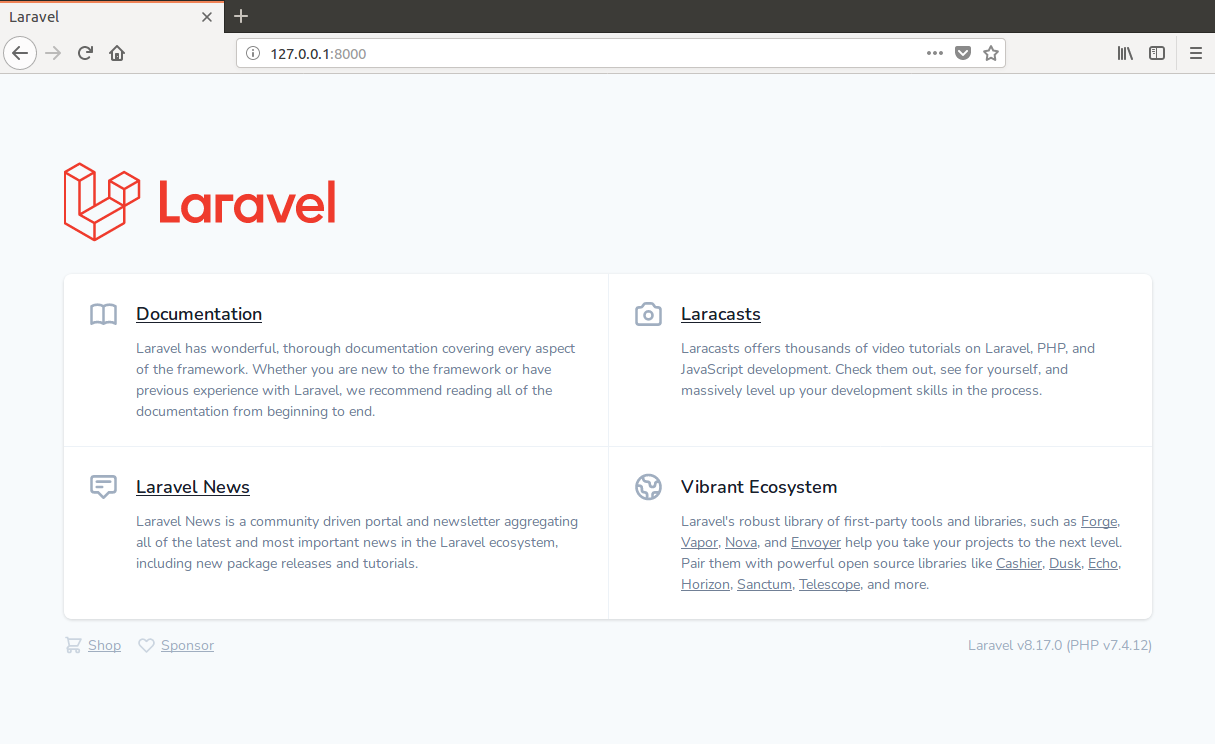 Laravel
127.0.0.1:8000
Laravel
Documentation
Laravel has wonderful, thorough documentation covering every aspect
of the framework. Whether you are new to the framework or have
previous experience with Laravel, we recommend reading all of the
documentation from beginning to end.
Laracasts
Laracasts offers thousands of video tutorials on Laravel, PHP, and
JavaScript development. Check them out, see for yourself, and
massively level up your development skills in the process.
Laravel News
Laravel News is a community driven portal and newsletter aggregating
all of the latest and most important news in the Laravel ecosystem,
including new package releases and tutorials.
Vibrant Ecosystem
Laravel's robust library of first-party tools and libraries, such as Forge,
Vapor, Nova, and Envoyer help you take your projects to the next level.
Pair them with powerful open source libraries like Cashier, Dusk, Echo,
Horizon, Sanctum, Telescope, and more.
Shop Sponsor
Laravel v8.17.0 (PHP v7.4.12)